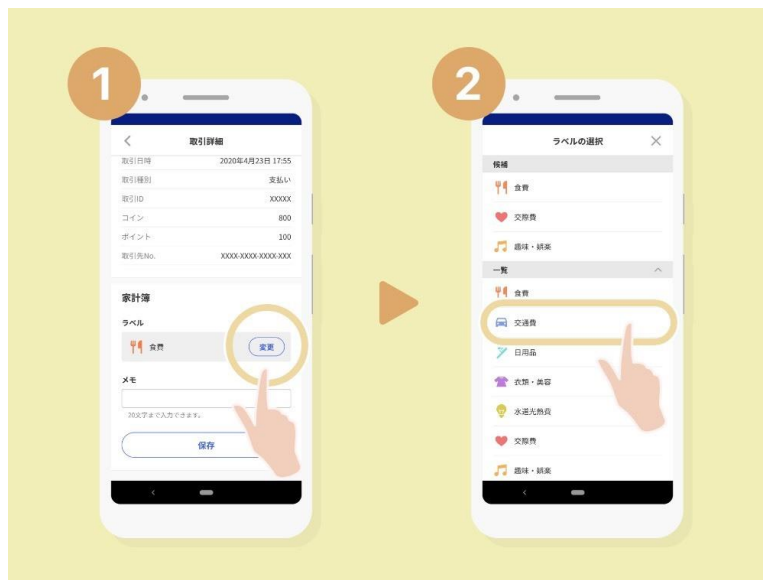 1
取引詳細
取引日時 2020年4月23日 17:55
取引種別 支払い
取引ID XXXXX
コイン 800
ポイント 100
取引先No. XXXX-XXXX-XXXX-XXX
家計簿
ラベル
食費 変更
メモ
20文字まで入力できます。
保存
2
ラベルの選択
候補
食費
交際費
趣味・娯楽
一覧
食費
交通費
日用品
衣類・美容
水道光熱費
交際費
趣味・娯楽